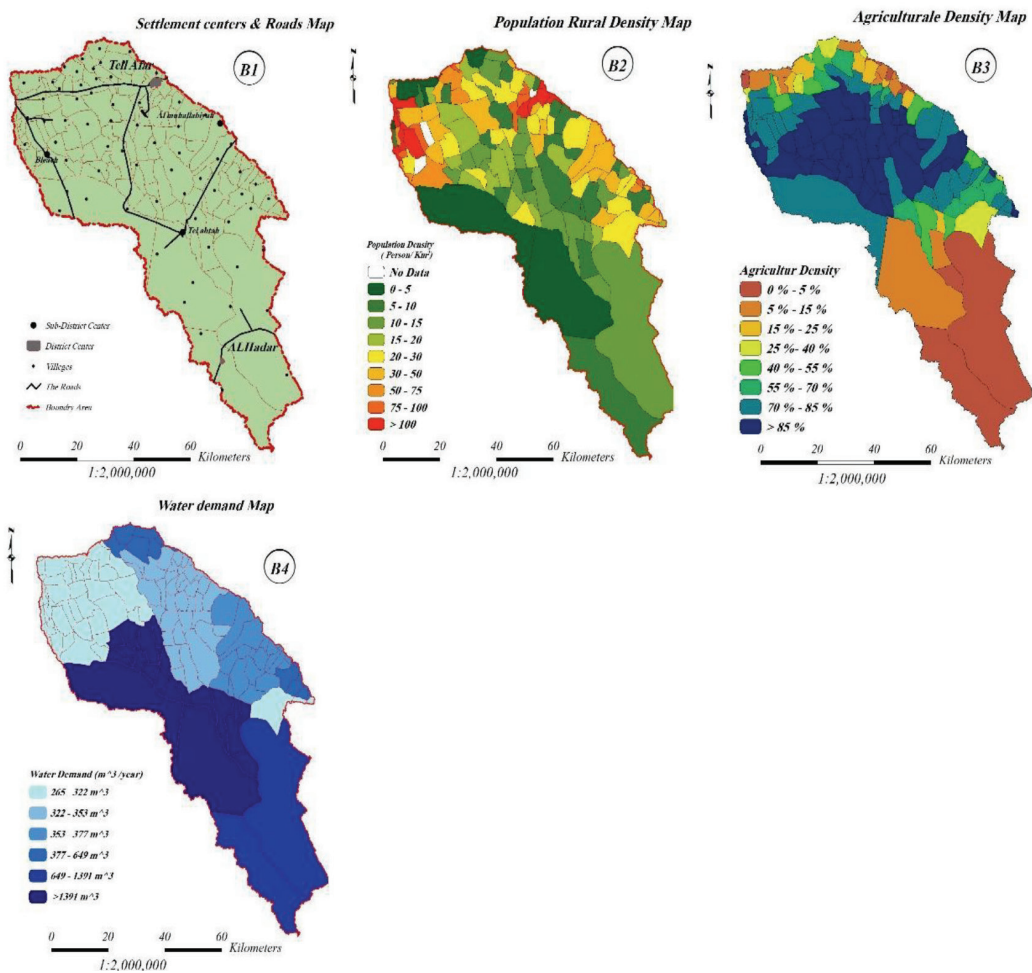 Settlement centers & Roads Map
B1
Tell Afar
Al muhallabiyah
Tel abtah
ALHadar
Sub-District Center
District Center
Villeges
The Roads
Boundry Area
0 20 40 60
Kilometers
1:2,000,000
Population Rural Density Map
B2
Population Density
( Person/ Km²)
No Data
0 - 5
5 - 10
10 - 15
15 - 20
20 - 30
30 - 50
50 - 75
75 - 100
> 100
0 20 40 60
Kilometers
1:2,000,000
Agriculturale Density Map
B3
Agricultur Density
0 % - 5 %
5 % - 15 %
15 % - 25 %
25 %- 40 %
40 % - 55 %
55 % - 70 %
70 % - 85 %
> 85 %
0 20 40 60
Kilometers
1:2,000,000
Water demand Map
B4
Water Demand (m^3 /year)
265 322 m^3
322 - 353 m^3
353 377 m^3
377 - 649 m^3
649 - 1391 m^3
>1391 m^3
0 20 40 60
Kilometers
1:2,000,000